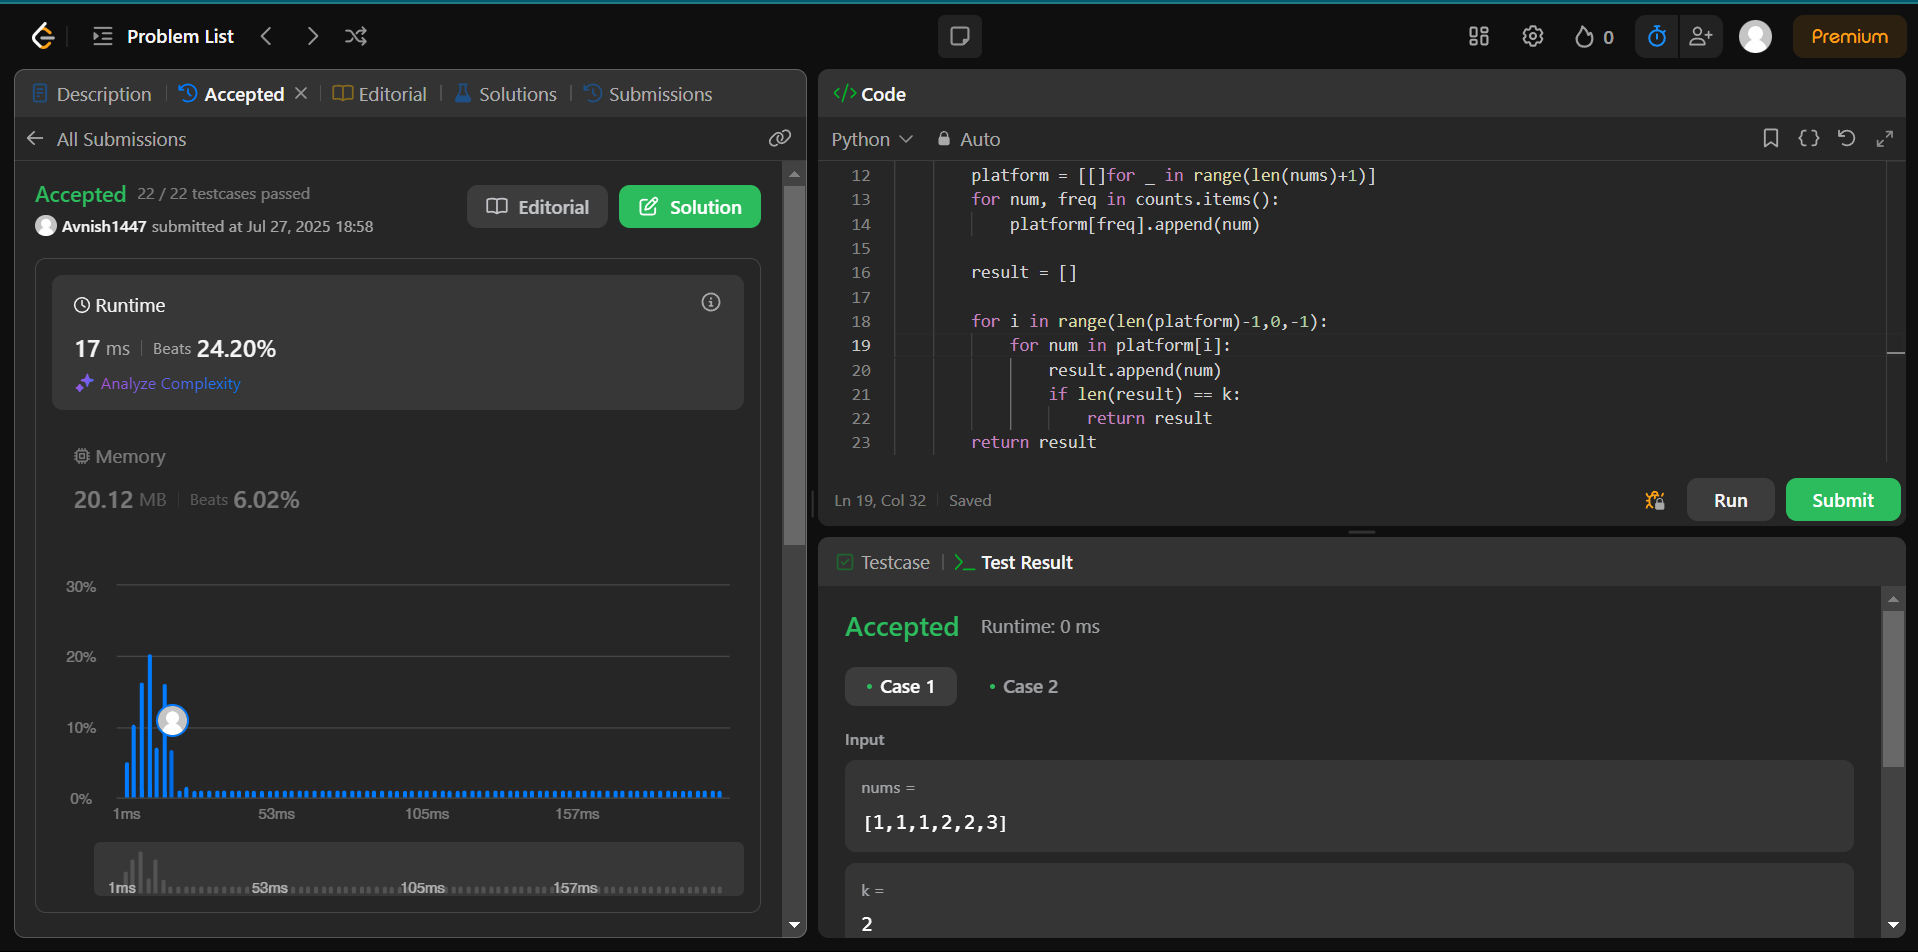 Problem List
0
Premium
Description
Accepted
Editorial
Solutions
Submissions
All Submissions
Accepted 22 / 22 testcases passed
Avnish1447 submitted at Jul 27, 2025 18:58
Editorial
Solution
Runtime
17 ms Beats 24.20%
Analyze Complexity
Memory
20.12 MB Beats 6.02%
30%
20%
10%
0%
1ms 53ms 105ms 157ms
1ms 53ms 105ms 157ms
</> Code
Python Auto
12 platform = [[]for _ in range(len(nums)+1)]
13 for num, freq in counts.items():
14 platform[freq].append(num)
15
16 result = []
17
18 for i in range(len(platform)-1,0,-1):
19 for num in platform[i]:
20 result.append(num)
21 if len(result) == k:
22 return result
23 return result
Ln 19, Col 32 Saved
Run
Submit
Testcase
Test Result
Accepted Runtime: 0 ms
Case 1 Case 2
Input
nums =
[1,1,1,2,2,3]
k =
2